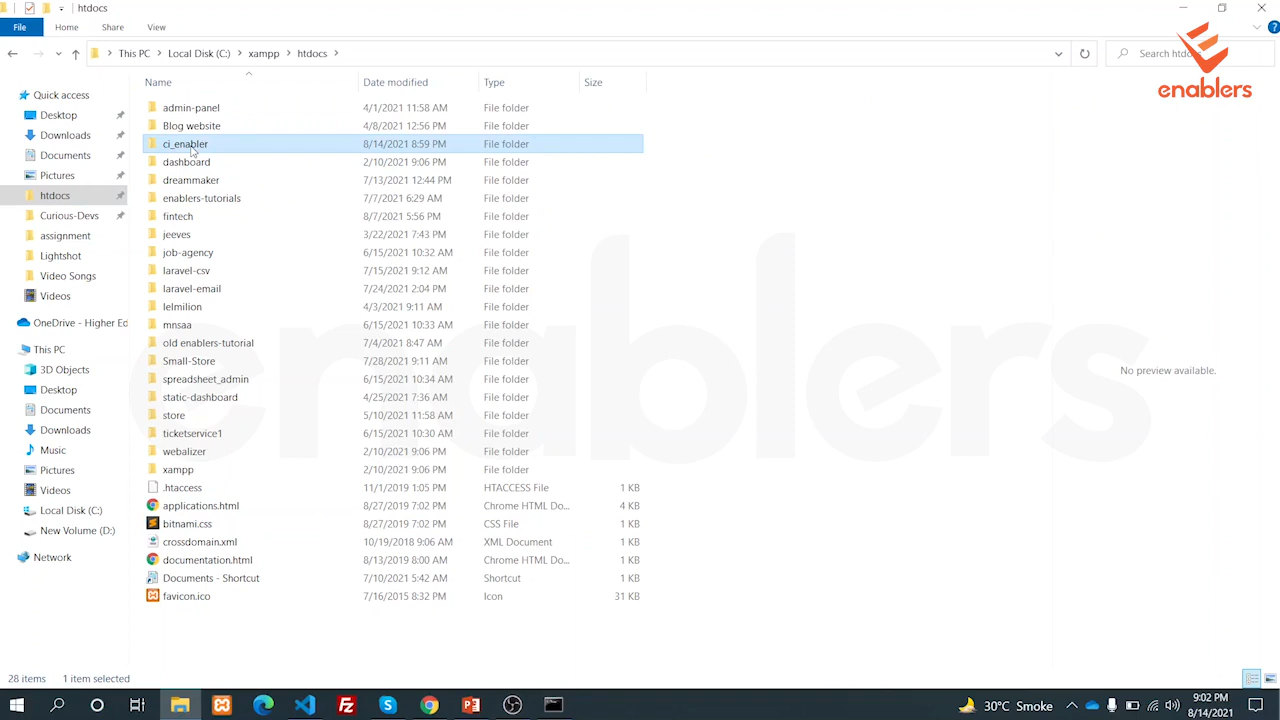 htdocs
File Home Share View
This PC Local Disk (C:) xampp htdocs
Search htdocs
enablers
Name Date modified Type Size
Quick access
Desktop
Downloads
Documents
Pictures
htdocs
Curious-Devs
assignment
Lightshot
Video Songs
Videos
OneDrive - Higher Ed
This PC
3D Objects
Desktop
Documents
Downloads
Music
Pictures
Videos
Local Disk (C:)
New Volume (D:)
Network
admin-panel 4/1/2021 11:58 AM File folder
Blog website 4/8/2021 12:56 PM File folder
ci_enabler 8/14/2021 8:59 PM File folder
dashboard 2/10/2021 9:06 PM File folder
dreammaker 7/13/2021 12:44 PM File folder
enablers-tutorials 7/7/2021 6:29 AM File folder
fintech 8/7/2021 5:56 PM File folder
jeeves 3/22/2021 7:43 PM File folder
job-agency 6/15/2021 10:32 AM File folder
laravel-csv 7/15/2021 9:12 AM File folder
laravel-email 7/24/2021 2:04 PM File folder
lelmilion 4/3/2021 9:11 AM File folder
mnsaa 6/15/2021 10:33 AM File folder
old enablers-tutorial 7/4/2021 8:47 AM File folder
Small-Store 7/28/2021 9:11 AM File folder
spreadsheet_admin 6/15/2021 10:34 AM File folder
static-dashboard 4/25/2021 7:36 AM File folder
store 5/10/2021 11:58 AM File folder
ticketservice1 6/15/2021 10:30 AM File folder
webalizer 2/10/2021 9:06 PM File folder
xampp 2/10/2021 9:06 PM File folder
.htaccess 11/1/2019 1:05 PM HTACCESS File 1 KB
applications.html 8/27/2019 7:02 PM Chrome HTML Do... 4 KB
bitnami.css 8/27/2019 7:02 PM CSS File 1 KB
crossdomain.xml 10/19/2018 9:06 AM XML Document 1 KB
documentation.html 8/13/2019 8:00 AM Chrome HTML Do... 1 KB
Documents - Shortcut 7/10/2021 5:42 AM Shortcut 1 KB
favicon.ico 7/16/2015 8:32 PM Icon 31 KB
No preview available.
enablers
28 items 1 item selected
30°C Smoke
9:02 PM
8/14/2021